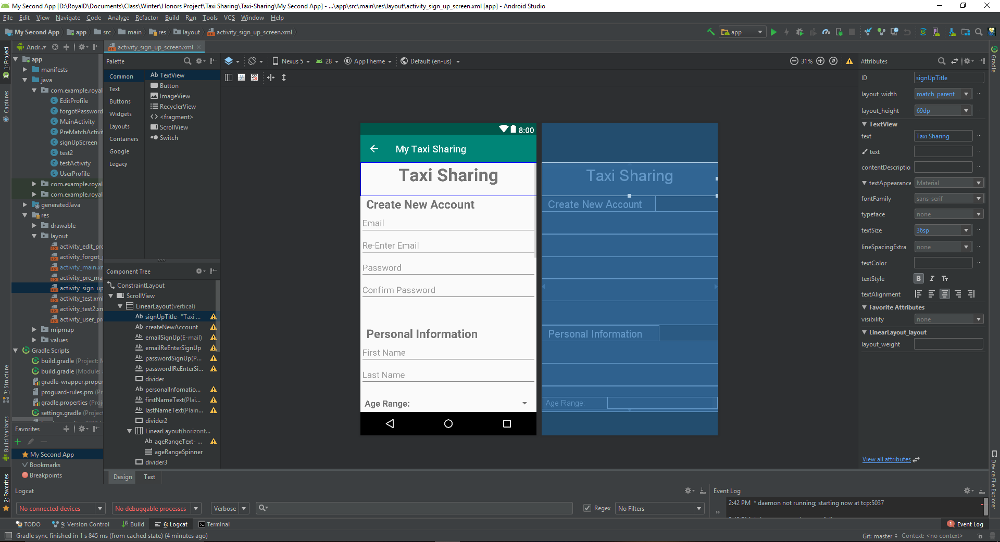 My Second App [D:\RoyalD\Documents\Class\Winter\Honors Project\Taxi Sharing\Taxi-Sharing\My Second App] - ...\app\src\main\res\layout\activity_sign_up_screen.xml [app] - Android Studio
File Edit View Navigate Code Analyze Refactor Build Run Tools VCS Window Help
My Second App app src main res layout activity_sign_up_screen.xml
app
1: Project
Captures
7: Structure
Build Variants
2: Favorites
Andr...
app
manifests
java
com.example.royal
EditProfile
forgotPassword
MainActivity
PreMatchActivi
signUpScreen
test2
testActivity
UserProfile
com.example.royal
com.example.royal
generatedJava
res
drawable
layout
activity_edit_pro
activity_forgot_
activity_main.xm
activity_pre_ma
activity_sign_up
activity_test.xml
activity_test2.xm
activity_user_pro
mipmap
values
Gradle Scripts
build.gradle (Project: M
build.gradle (Module:
gradle-wrapper.proper
proguard-rules.pro (Pr
gradle.properties (Proj
settings.gradle (Project
Favorites
My Second App
Bookmarks
Breakpoints
activity_sign_up_screen.xml
Palette
Common
Text
Buttons
Widgets
Layouts
Containers
Google
Legacy
Ab TextView
Button
ImageView
RecyclerView
<> <fragment>
ScrollView
Switch
Component Tree
ConstraintLayout
ScrollView
LinearLayout(vertical)
Ab signUpTitle- "Taxi ...
Ab createNewAccount
Ab emailSignUp(E-mail)
Ab emailReEnterSignUp
Ab passwordSignUp(P...
Ab passwordIReEnterSi...
divider
Ab personalInfomatio...
Ab firstNameText(Plai...
Ab lastNameText(Plain...
divider2
LinearLayout(horizont...
Ab ageRangeText- ...
ageRangeSpinner
divider3
Nexus 5 28 AppTheme Default (en-us) 31%
8:00
My Taxi Sharing
Taxi Sharing
Create New Account
Email
Re-Enter Email
Password
Confirm Password
Personal Information
First Name
Last Name
Age Range:
Taxi Sharing
Create New Account
Personal Information
Age Range:
Design Text
Attributes
ID signUpTitle
layout_width match_parent ...
layout_height 69dp ...
TextView
text Taxi Sharing ...
text ...
contentDescriptio ...
textAppearance Material
fontFamily sans-serif
typeface none
textSize 36sp ...
lineSpacingExtra none ...
textColor ...
textStyle B I Tt
textAlignment
Favorite Attributes
visibility none
LinearLayout_layout
layout_weight
View all attributes
Gradle
Device File Explorer
Logcat
No connected devices No debuggable processes Verbose Regex No Filters
Event Log
2:42 PM * daemon not running; starting now at tcp:5037
TODO 9: Version Control Build 6: Logcat Terminal 1 Event Log
Gradle sync finished in 1 s 845 ms (from cached state) (4 minutes ago) Git: master Context: <no context>